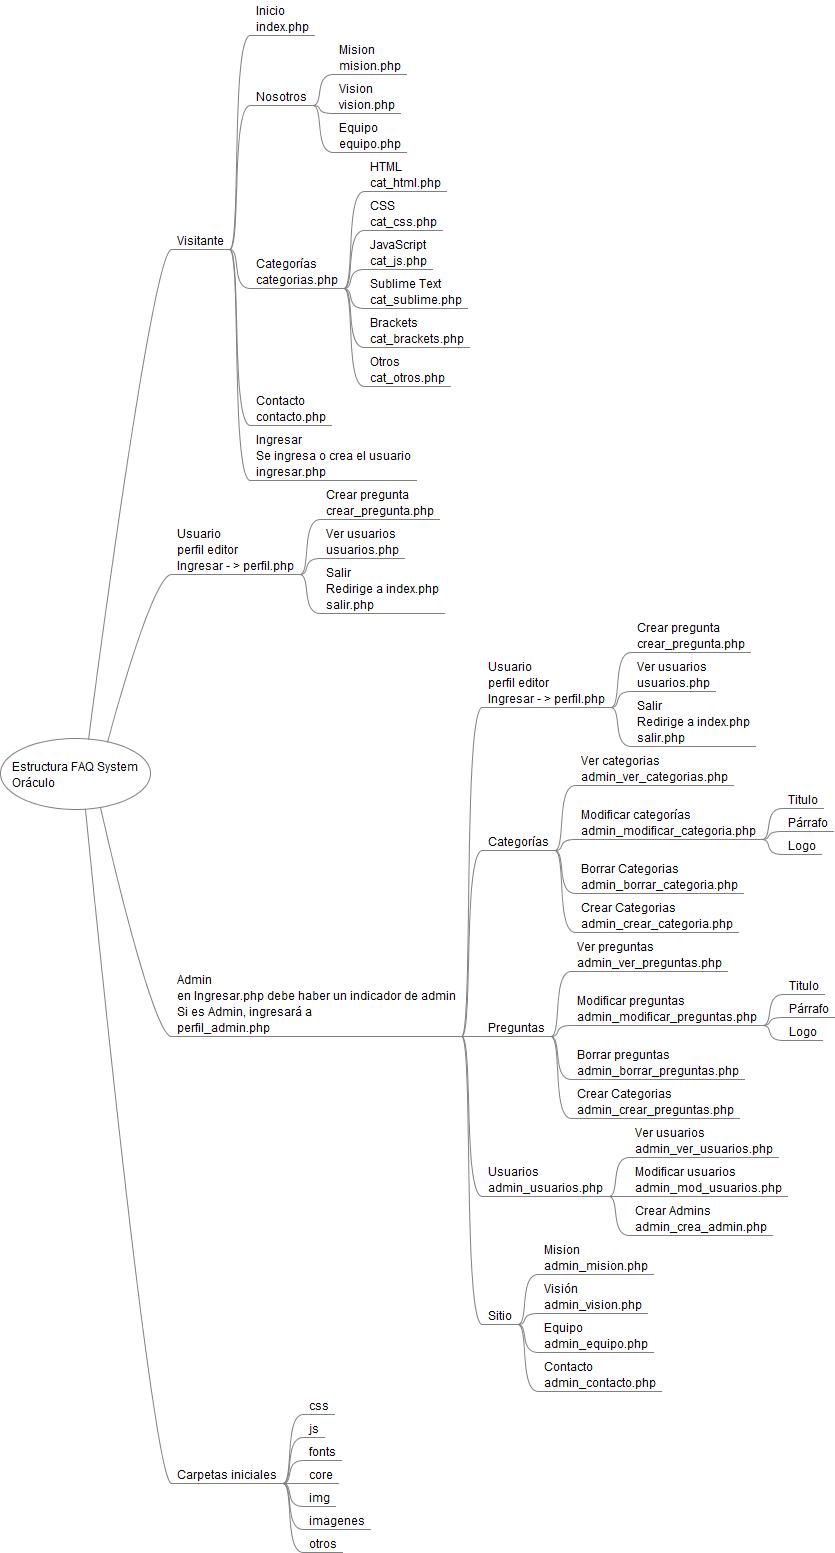 Estructura FAQ System
Oráculo
Visitante
Inicio
index.php
Nosotros
Mision
mision.php
Vision
vision.php
Equipo
equipo.php
Categorías
categorias.php
HTML
cat_html.php
CSS
cat_css.php
JavaScript
cat_js.php
Sublime Text
cat_sublime.php
Brackets
cat_brackets.php
Otros
cat_otros.php
Contacto
contacto.php
Ingresar
Se ingresa o crea el usuario
ingresar.php
Usuario
perfil editor
Ingresar - > perfil.php
Crear pregunta
crear_pregunta.php
Ver usuarios
usuarios.php
Salir
Redirige a index.php
salir.php
Admin
en Ingresar.php debe haber un indicador de admin
Si es Admin, ingresará a
perfil_admin.php
Usuario
perfil editor
Ingresar - > perfil.php
Crear pregunta
crear_pregunta.php
Ver usuarios
usuarios.php
Salir
Redirige a index.php
salir.php
Categorías
Ver categorias
admin_ver_categorias.php
Modificar categorías
admin_modificar_categoria.php
Titulo
Párrafo
Logo
Borrar Categorias
admin_borrar_categoria.php
Crear Categorias
admin_crear_categoria.php
Preguntas
Ver preguntas
admin_ver_preguntas.php
Modificar preguntas
admin_modificar_preguntas.php
Titulo
Párrafo
Logo
Borrar preguntas
admin_borrar_preguntas.php
Crear Categorias
admin_crear_preguntas.php
Usuarios
admin_usuarios.php
Ver usuarios
admin_ver_usuarios.php
Modificar usuarios
admin_mod_usuarios.php
Crear Admins
admin_crea_admin.php
Sitio
Mision
admin_mision.php
Visión
admin_vision.php
Equipo
admin_equipo.php
Contacto
admin_contacto.php
Carpetas iniciales
css
js
fonts
core
img
imagenes
otros